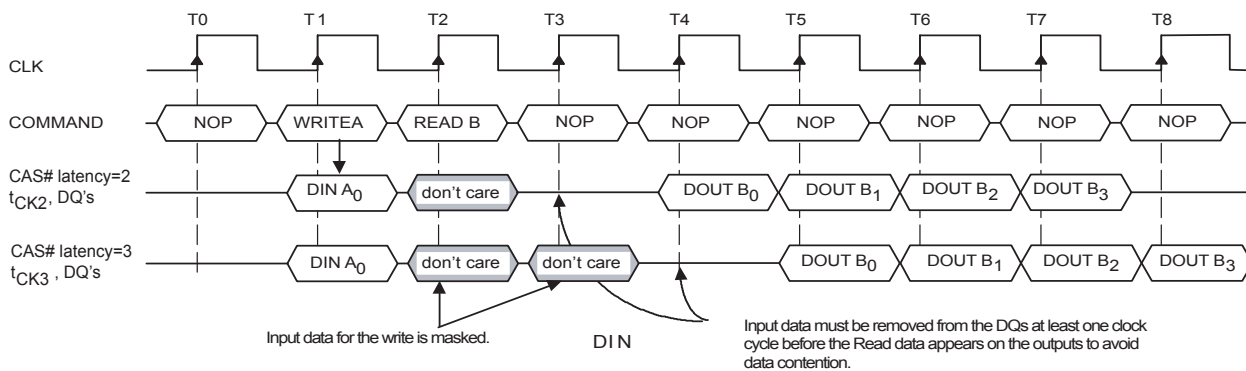 T0 T1 T2 T3 T4 T5 T6 T7 T8
CLK
COMMAND NOP WRITEA READ B NOP NOP NOP NOP NOP NOP
CAS# latency=2
tCK2, DQ's DIN A0 don't care DOUT B0 DOUT B1 DOUT B2 DOUT B3
CAS# latency=3
tCK3 , DQ's DIN A0 don't care don't care DOUT B0 DOUT B1 DOUT B2 DOUT B3
Input data for the write is masked.
DIN
Input data must be removed from the DQs at least one clock
cycle before the Read data appears on the outputs to avoid
data contention.